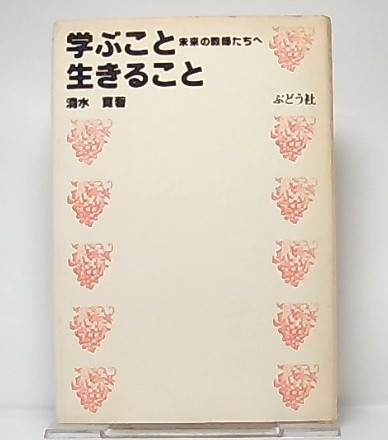 学ぶこと 未来の教師たちへ
生きること
清水 寛著
ぶどう社